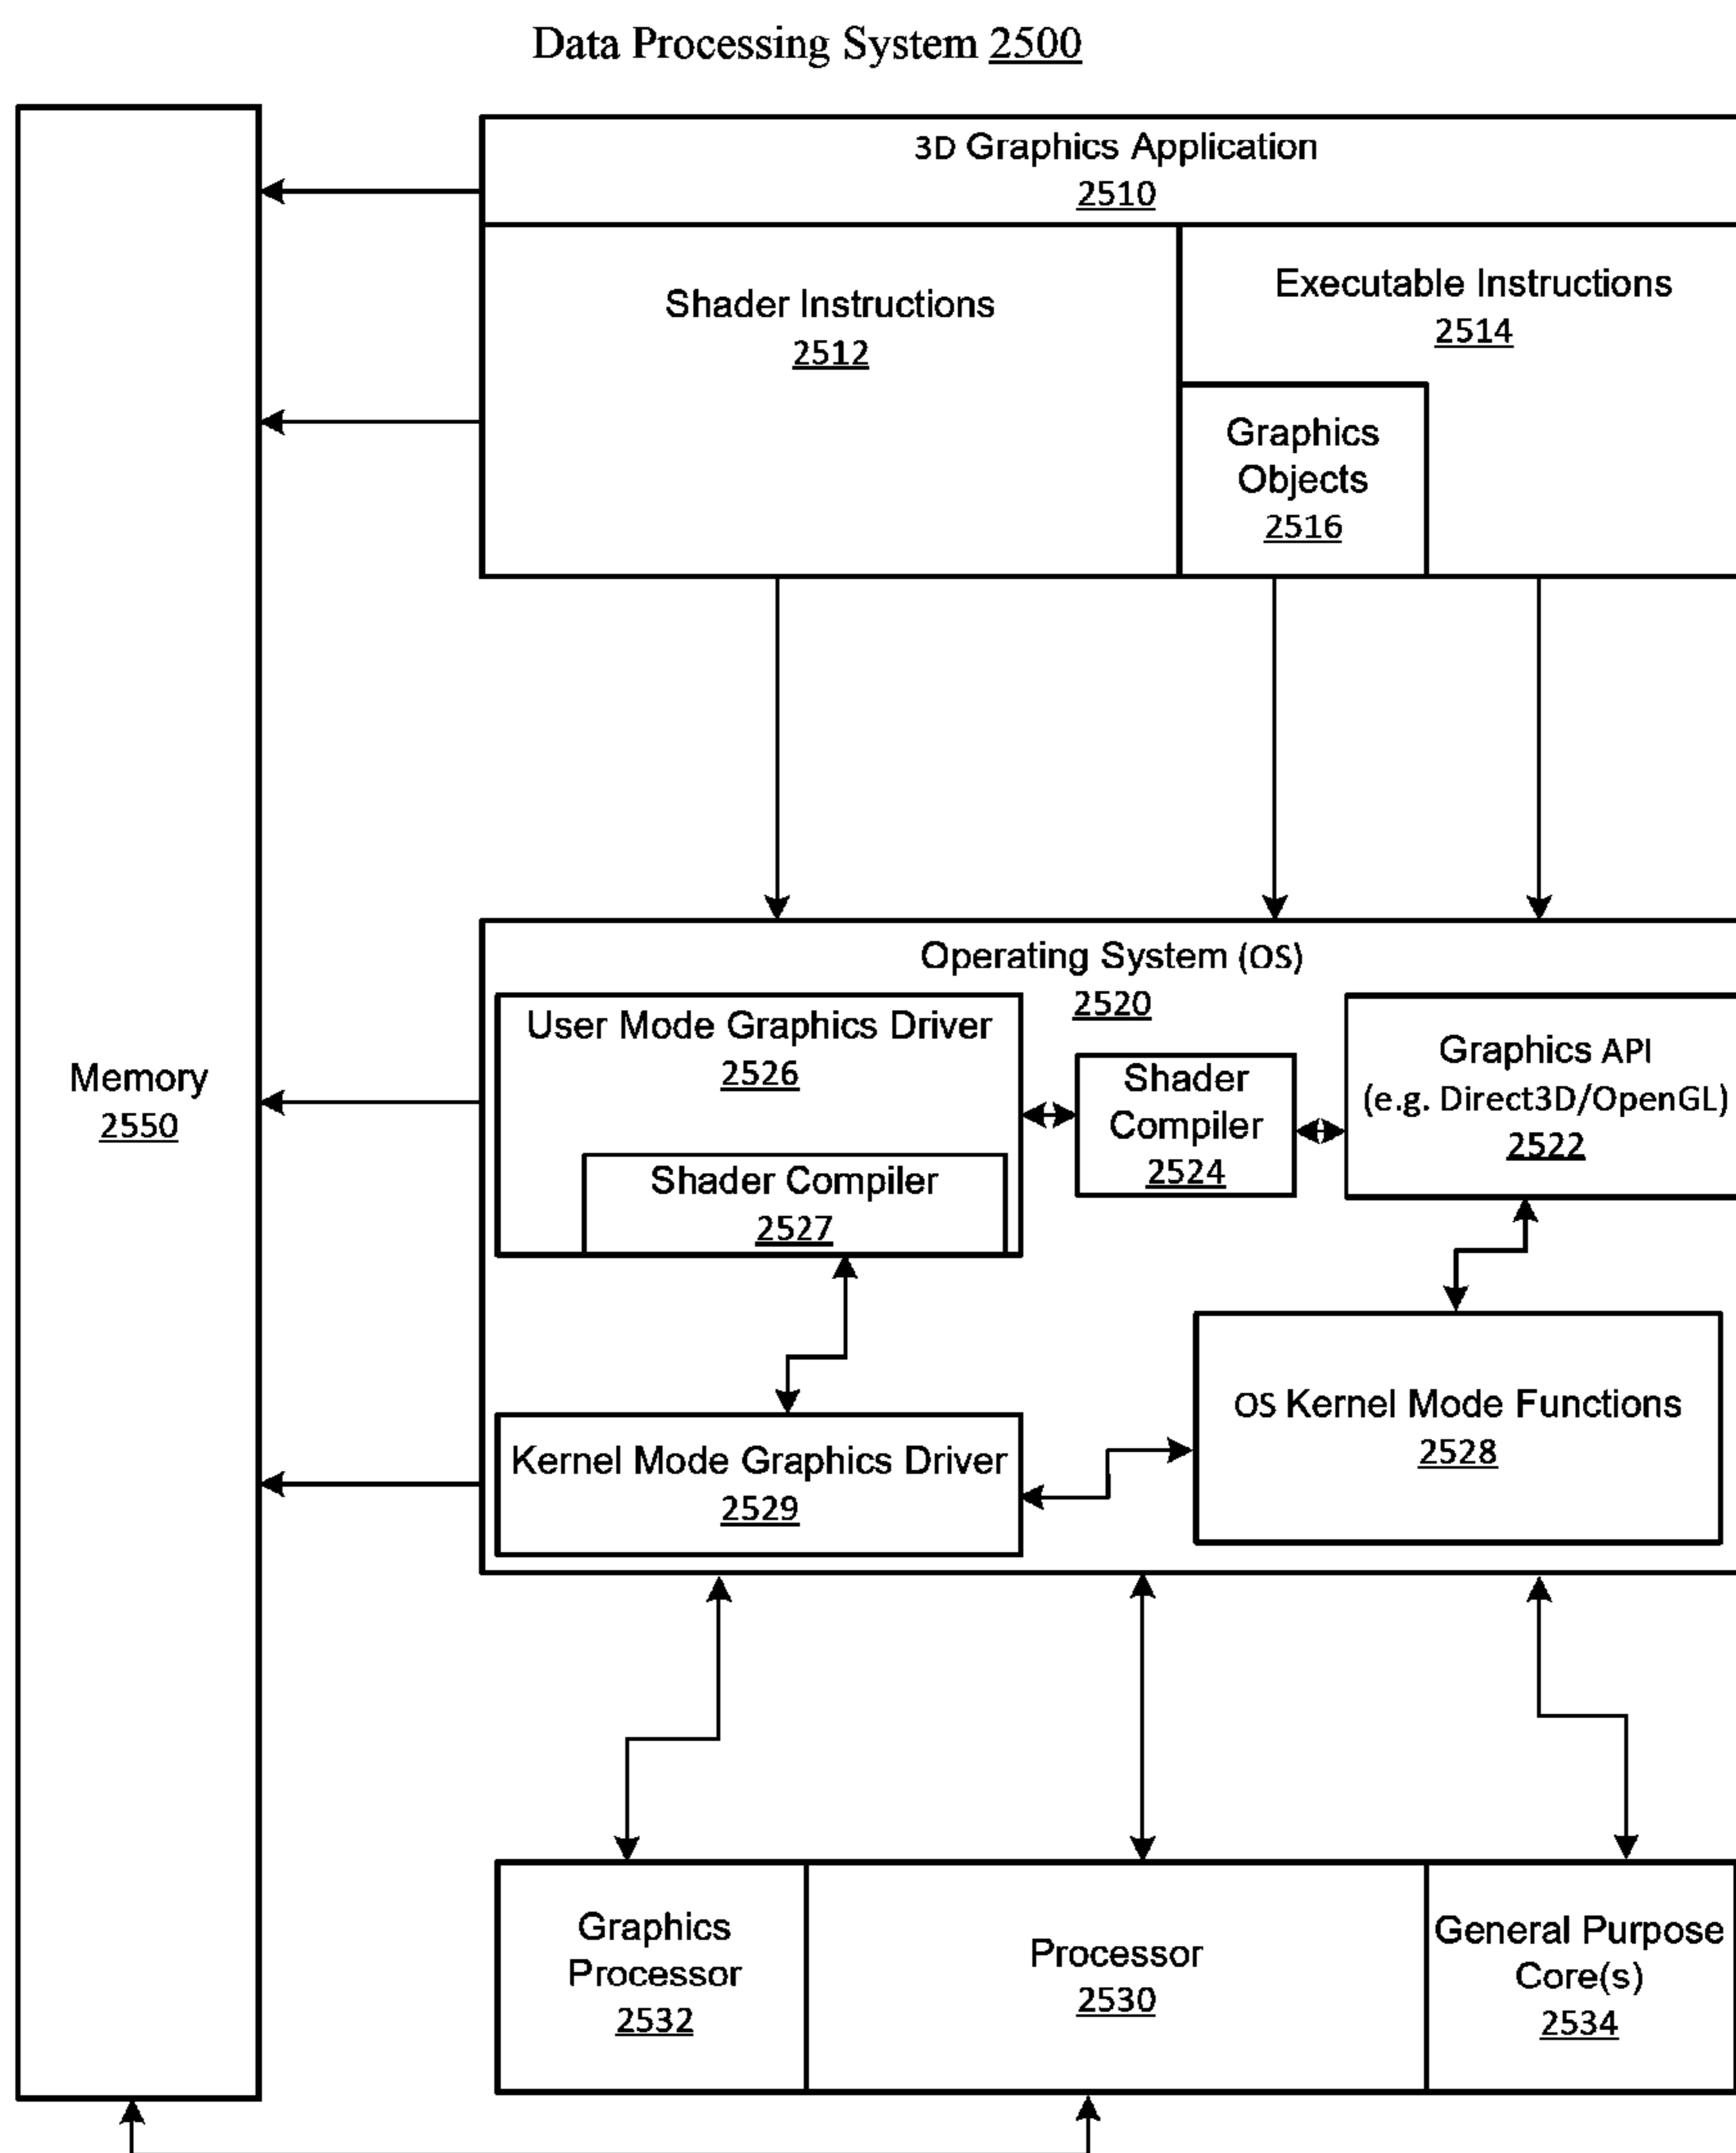 Data Processing System 2500
3D Graphics Application
2510
Shader Instructions
2512
Executable Instructions
2514
Graphics
Objects
2516
Memory
2550
Operating System (OS)
2520
User Mode Graphics Driver
2526
Shader Compiler
2527
Shader
Compiler
2524
Graphics API
(e.g. Direct3D/OpenGL)
2522
Kernel Mode Graphics Driver
2529
OS Kernel Mode Functions
2528
Graphics
Processor
2532
Processor
2530
General Purpose
Core(s)
2534